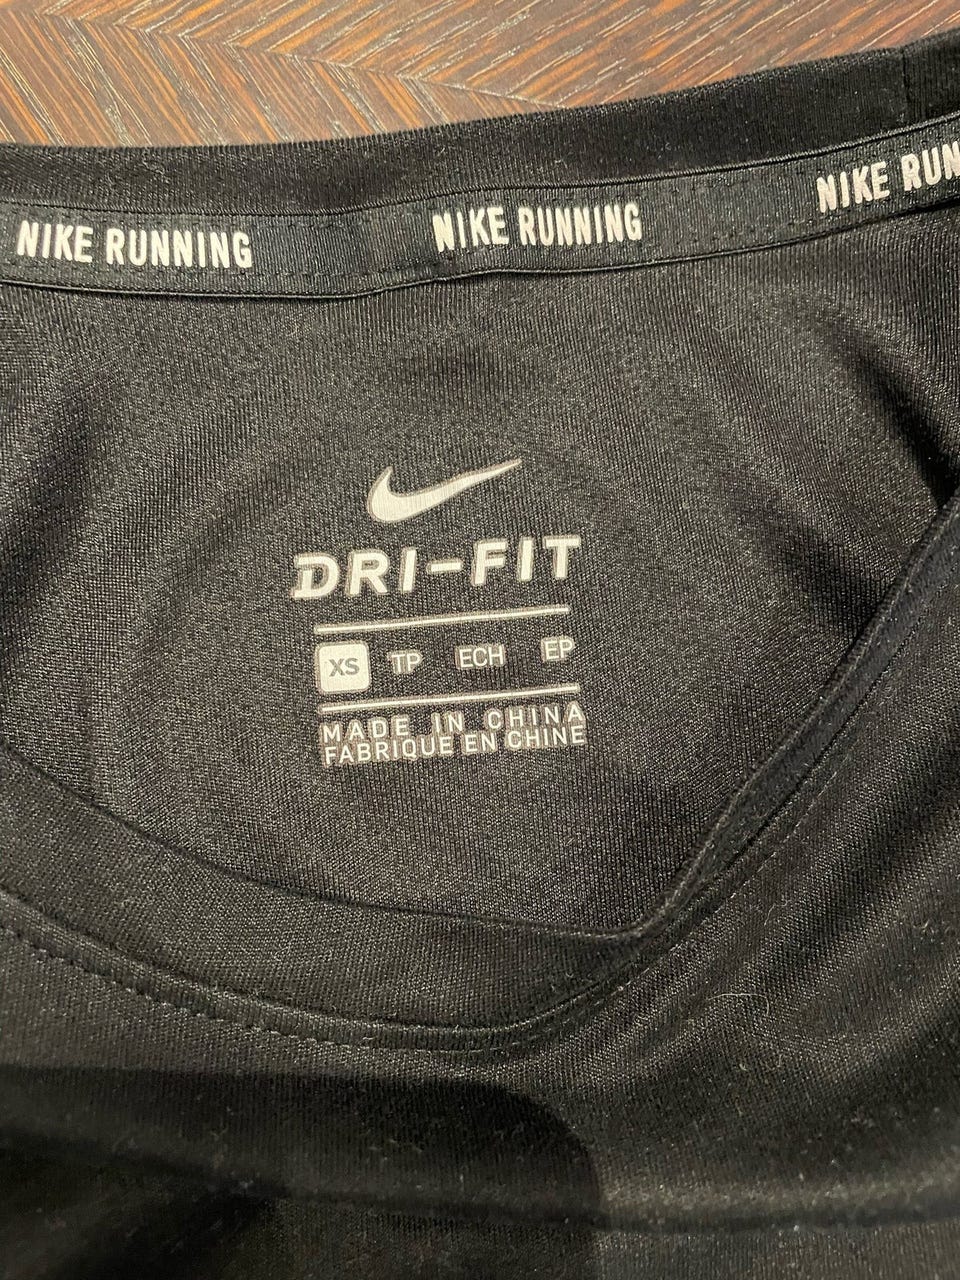 NIKE RUNNING NIKE RUNNING NIKE RUN
DRI-FIT
XS TP ECH EP
MADE IN CHINA
FABRIQUE EN CHINE